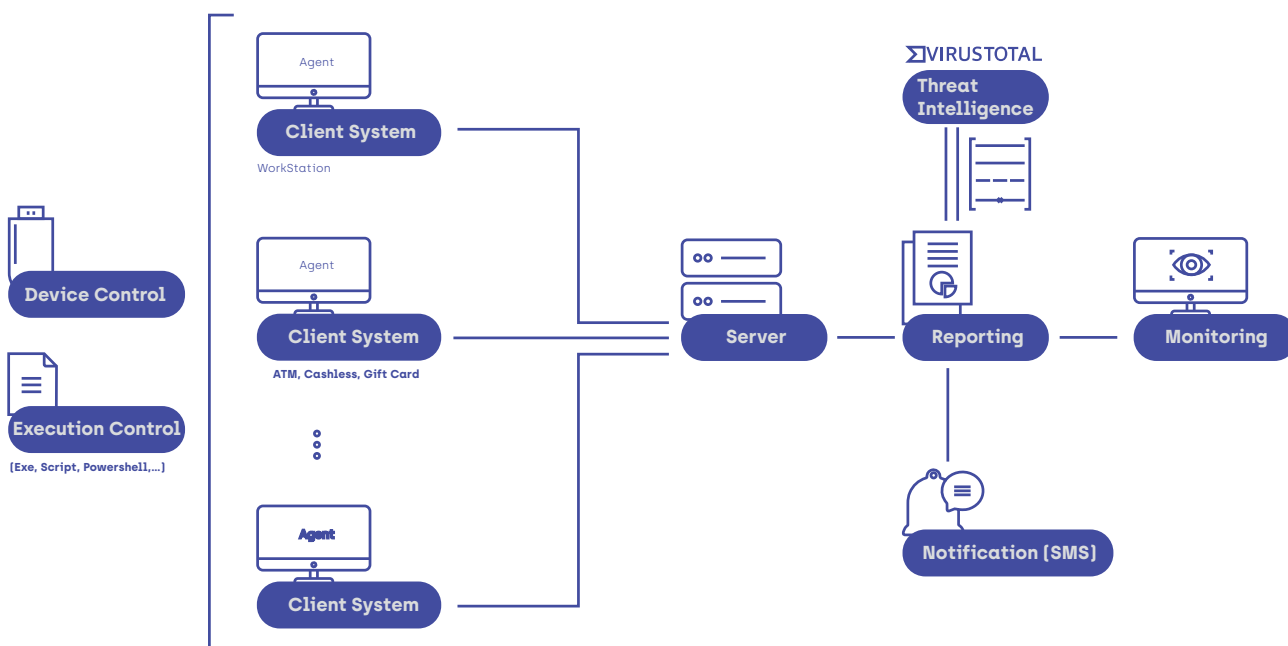 Agent
Client System
WorkStation
Device Control
Execution Control
(Exe, Script, Powershell,...)
Agent
Client System
ATM, Cashless, Gift Card
Agent
Client System
Server
VIRUSTOTAL
Threat
Intelligence
Reporting
Monitoring
Notification (SMS)